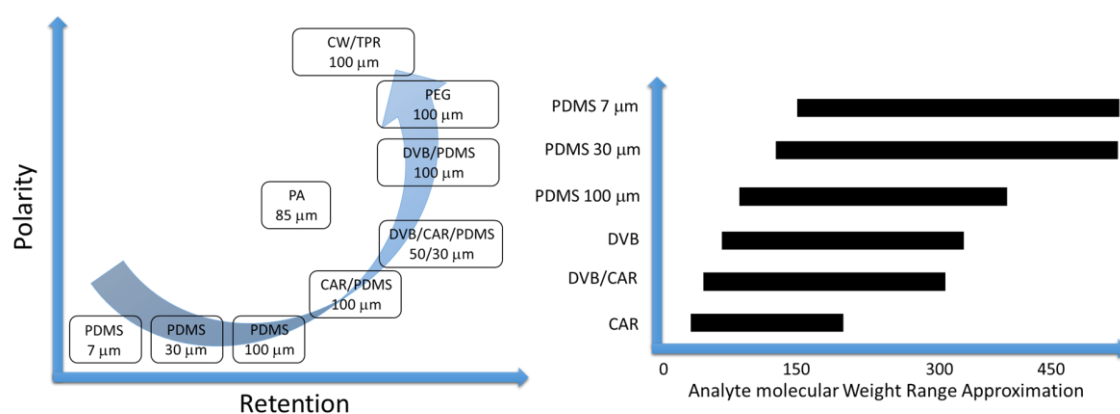 CW/TPR
100 μm
PEG
100 μm
DVB/PDMS
100 μm
PA
85 μm
DVB/CAR/PDMS
50/30 μm
CAR/PDMS
100 μm
PDMS
7 μm
PDMS
30 μm
PDMS
100 μm
Polarity
Retention
PDMS 7 μm
PDMS 30 μm
PDMS 100 μm
DVB
DVB/CAR
CAR
0 150 300 450
Analyte molecular Weight Range Approximation